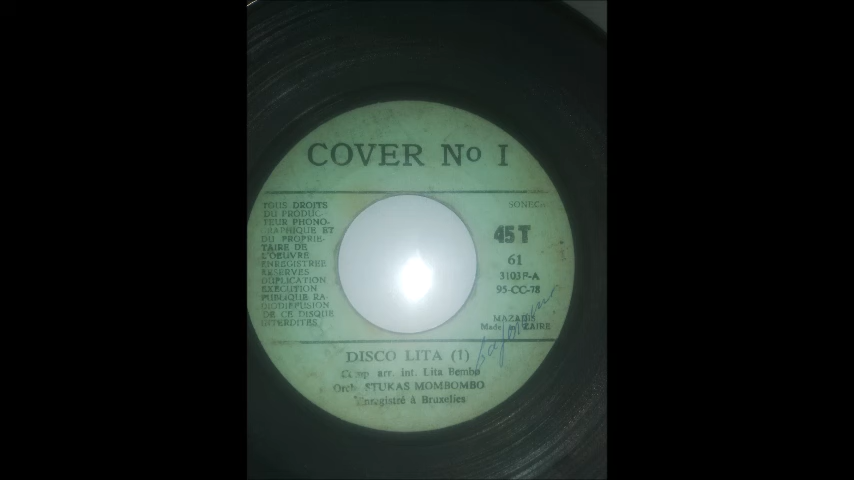 COVER No I
TOUS DROITS
DU PRODUC-
TEUR PHONO-
GRAPHIQUE ET
DU PROPRIE-
TAIRE DE
L'OEUVRE
ENREGISTREE
RESERVES
DUPLICATION
EXECUTION
PUBLIQUE RA-
DIODIFFUSION
DE CE DISQUE
INTERDITES
45 T
61
3103 P-A
95-CC-78
MAZADIS
Made in ZAIRE
DISCO LITA (1)
Comp arr. int. Lita Bembo
Orch. STUKAS MOMBOMBO
Enregistré à Bruxelles